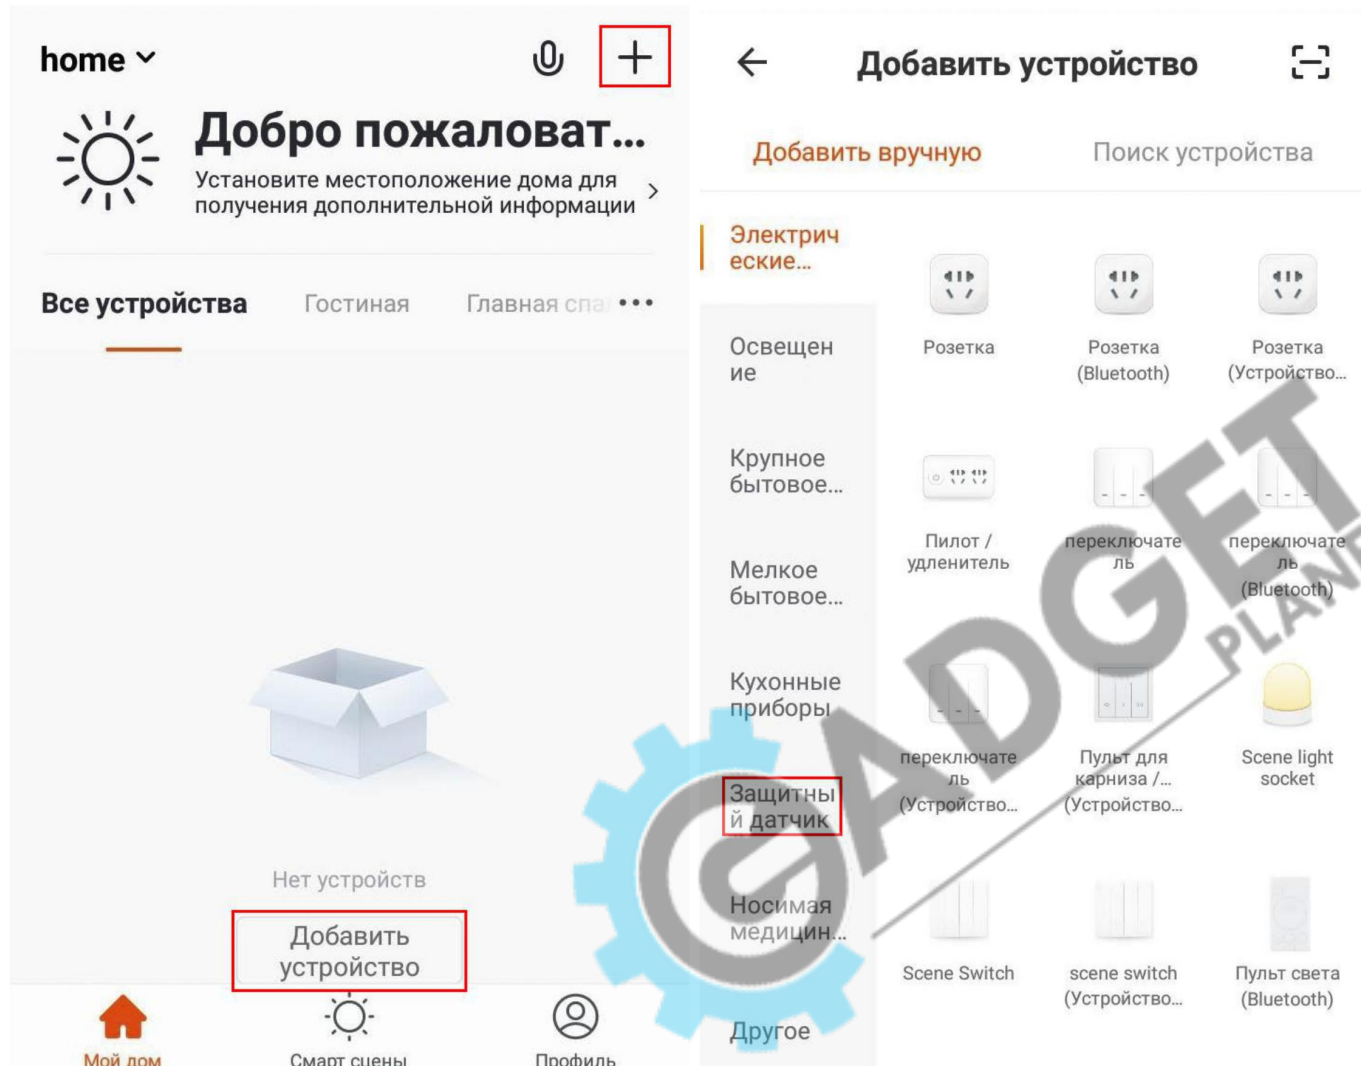 home
Добро пожаловат...
Установите местоположение дома для
получения дополнительной информации
Все устройства
Гостиная
Главная спа
Нет устройств
Добавить
устройство
Мой дом
Смарт сцены
Профиль
Добавить устройство
Добавить вручную
Поиск устройства
Электрич
еские...
Освещен
ие
Крупное
бытовое...
Мелкое
бытовое...
Кухонные
приборы
Защитны
й датчик
Носимая
медицин...
Другое
Розетка
Розетка
(Bluetooth)
Розетка
(Устройство...
Пилот /
удленитель
переключате
ль
переключате
ль
(Bluetooth)
переключате
ль
(Устройство...
Пульт для
карниза /...
(Устройство...
Scene light
socket
Scene Switch
scene switch
(Устройство...
Пульт света
(Bluetooth)
GADGET